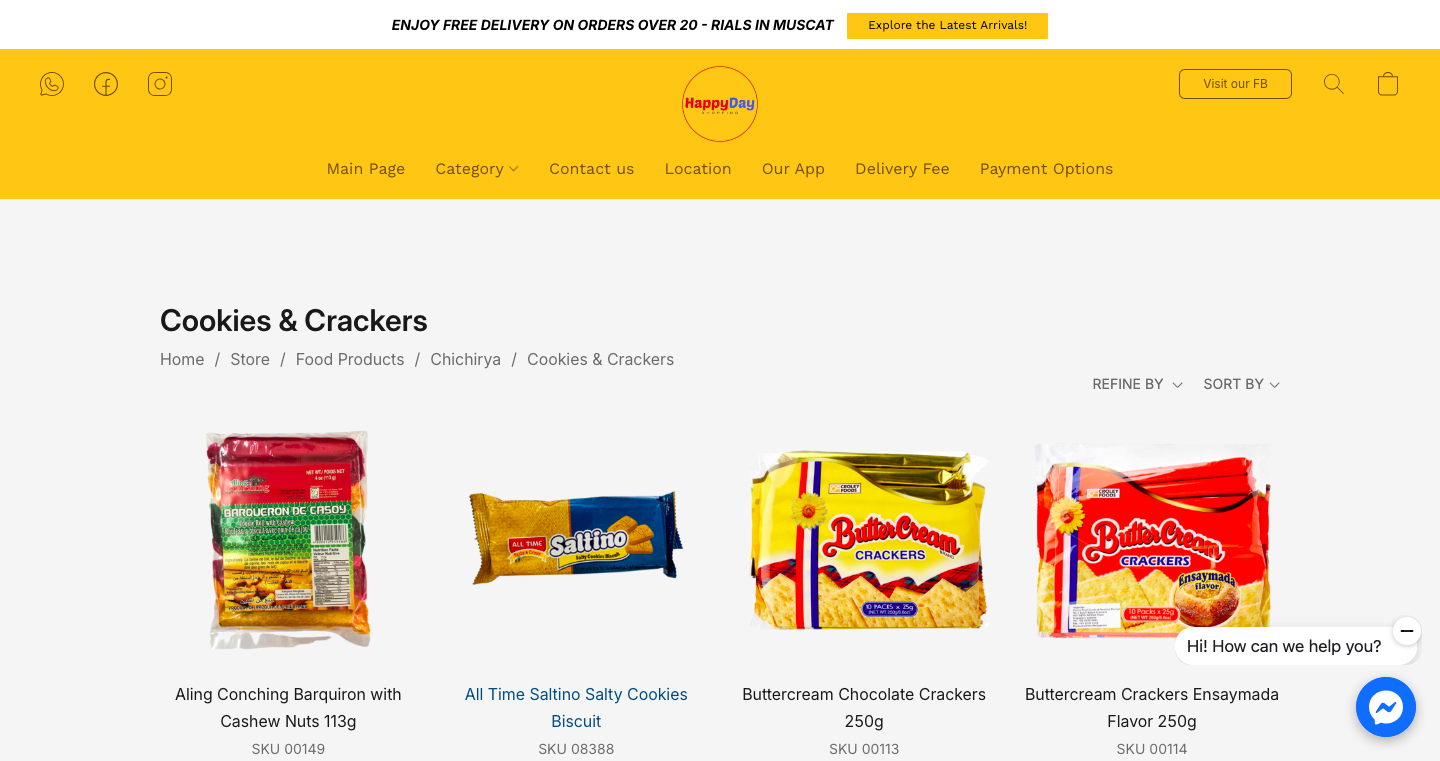 ENJOY FREE DELIVERY ON ORDERS OVER 20 - RIALS IN MUSCAT
Explore the Latest Arrivals!
HappyDay
SHOPPING
Visit our FB
Main Page
Category
Contact us
Location
Our App
Delivery Fee
Payment Options
Cookies & Crackers
Home / Store / Food Products / Chichirya / Cookies & Crackers
REFINE BY
SORT BY
BARQUERON DE CASOY
ALL TIME
Saltino
Salty Cookies Biscuit
CROLEY
FOODS
ButterCream
CRACKERS
10 PACKS x 25g
CROLEY
FOODS
ButterCream
CRACKERS
Ensaymada
flavor
10 Packs x 25g
Hi! How can we help you?
Aling Conching Barquiron with
Cashew Nuts 113g
SKU 00149
All Time Saltino Salty Cookies
Biscuit
SKU 08388
Buttercream Chocolate Crackers
250g
SKU 00113
Buttercream Crackers Ensaymada
Flavor 250g
SKU 00114